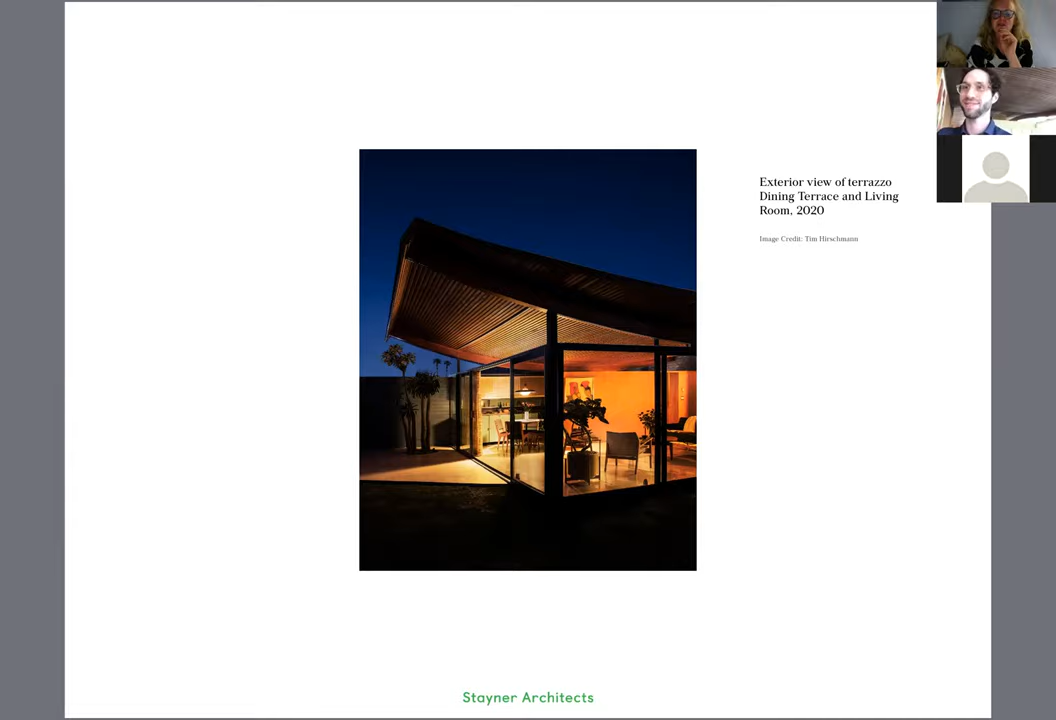 Exterior view of terrazzo
Dining Terrace and Living
Room, 2020
Image Credit: Tim Hirschmann
Stayner Architects